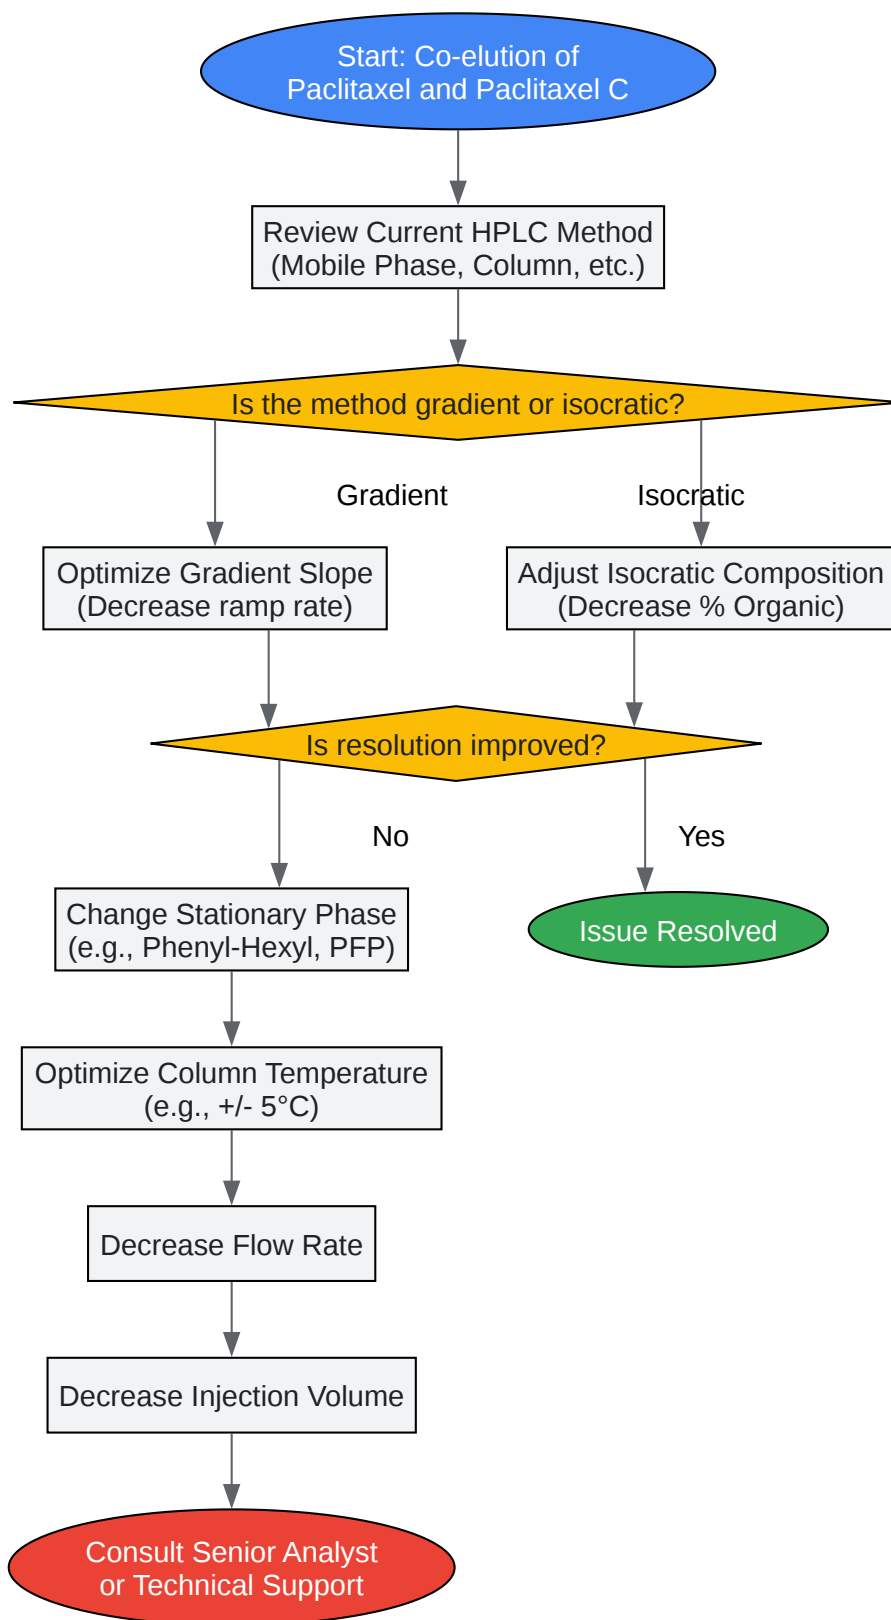 Start: Co-elution of
Paclitaxel and Paclitaxel C
Review Current HPLC Method
(Mobile Phase, Column, etc.)
Is the method gradient or isocratic?
Gradient
Isocratic
Optimize Gradient Slope
(Decrease ramp rate)
Adjust Isocratic Composition
(Decrease % Organic)
Is resolution improved?
No
Yes
Change Stationary Phase
(e.g., Phenyl-Hexyl, PFP)
Issue Resolved
Optimize Column Temperature
(e.g., +/- 5°C)
Decrease Flow Rate
Decrease Injection Volume
Consult Senior Analyst
or Technical Support